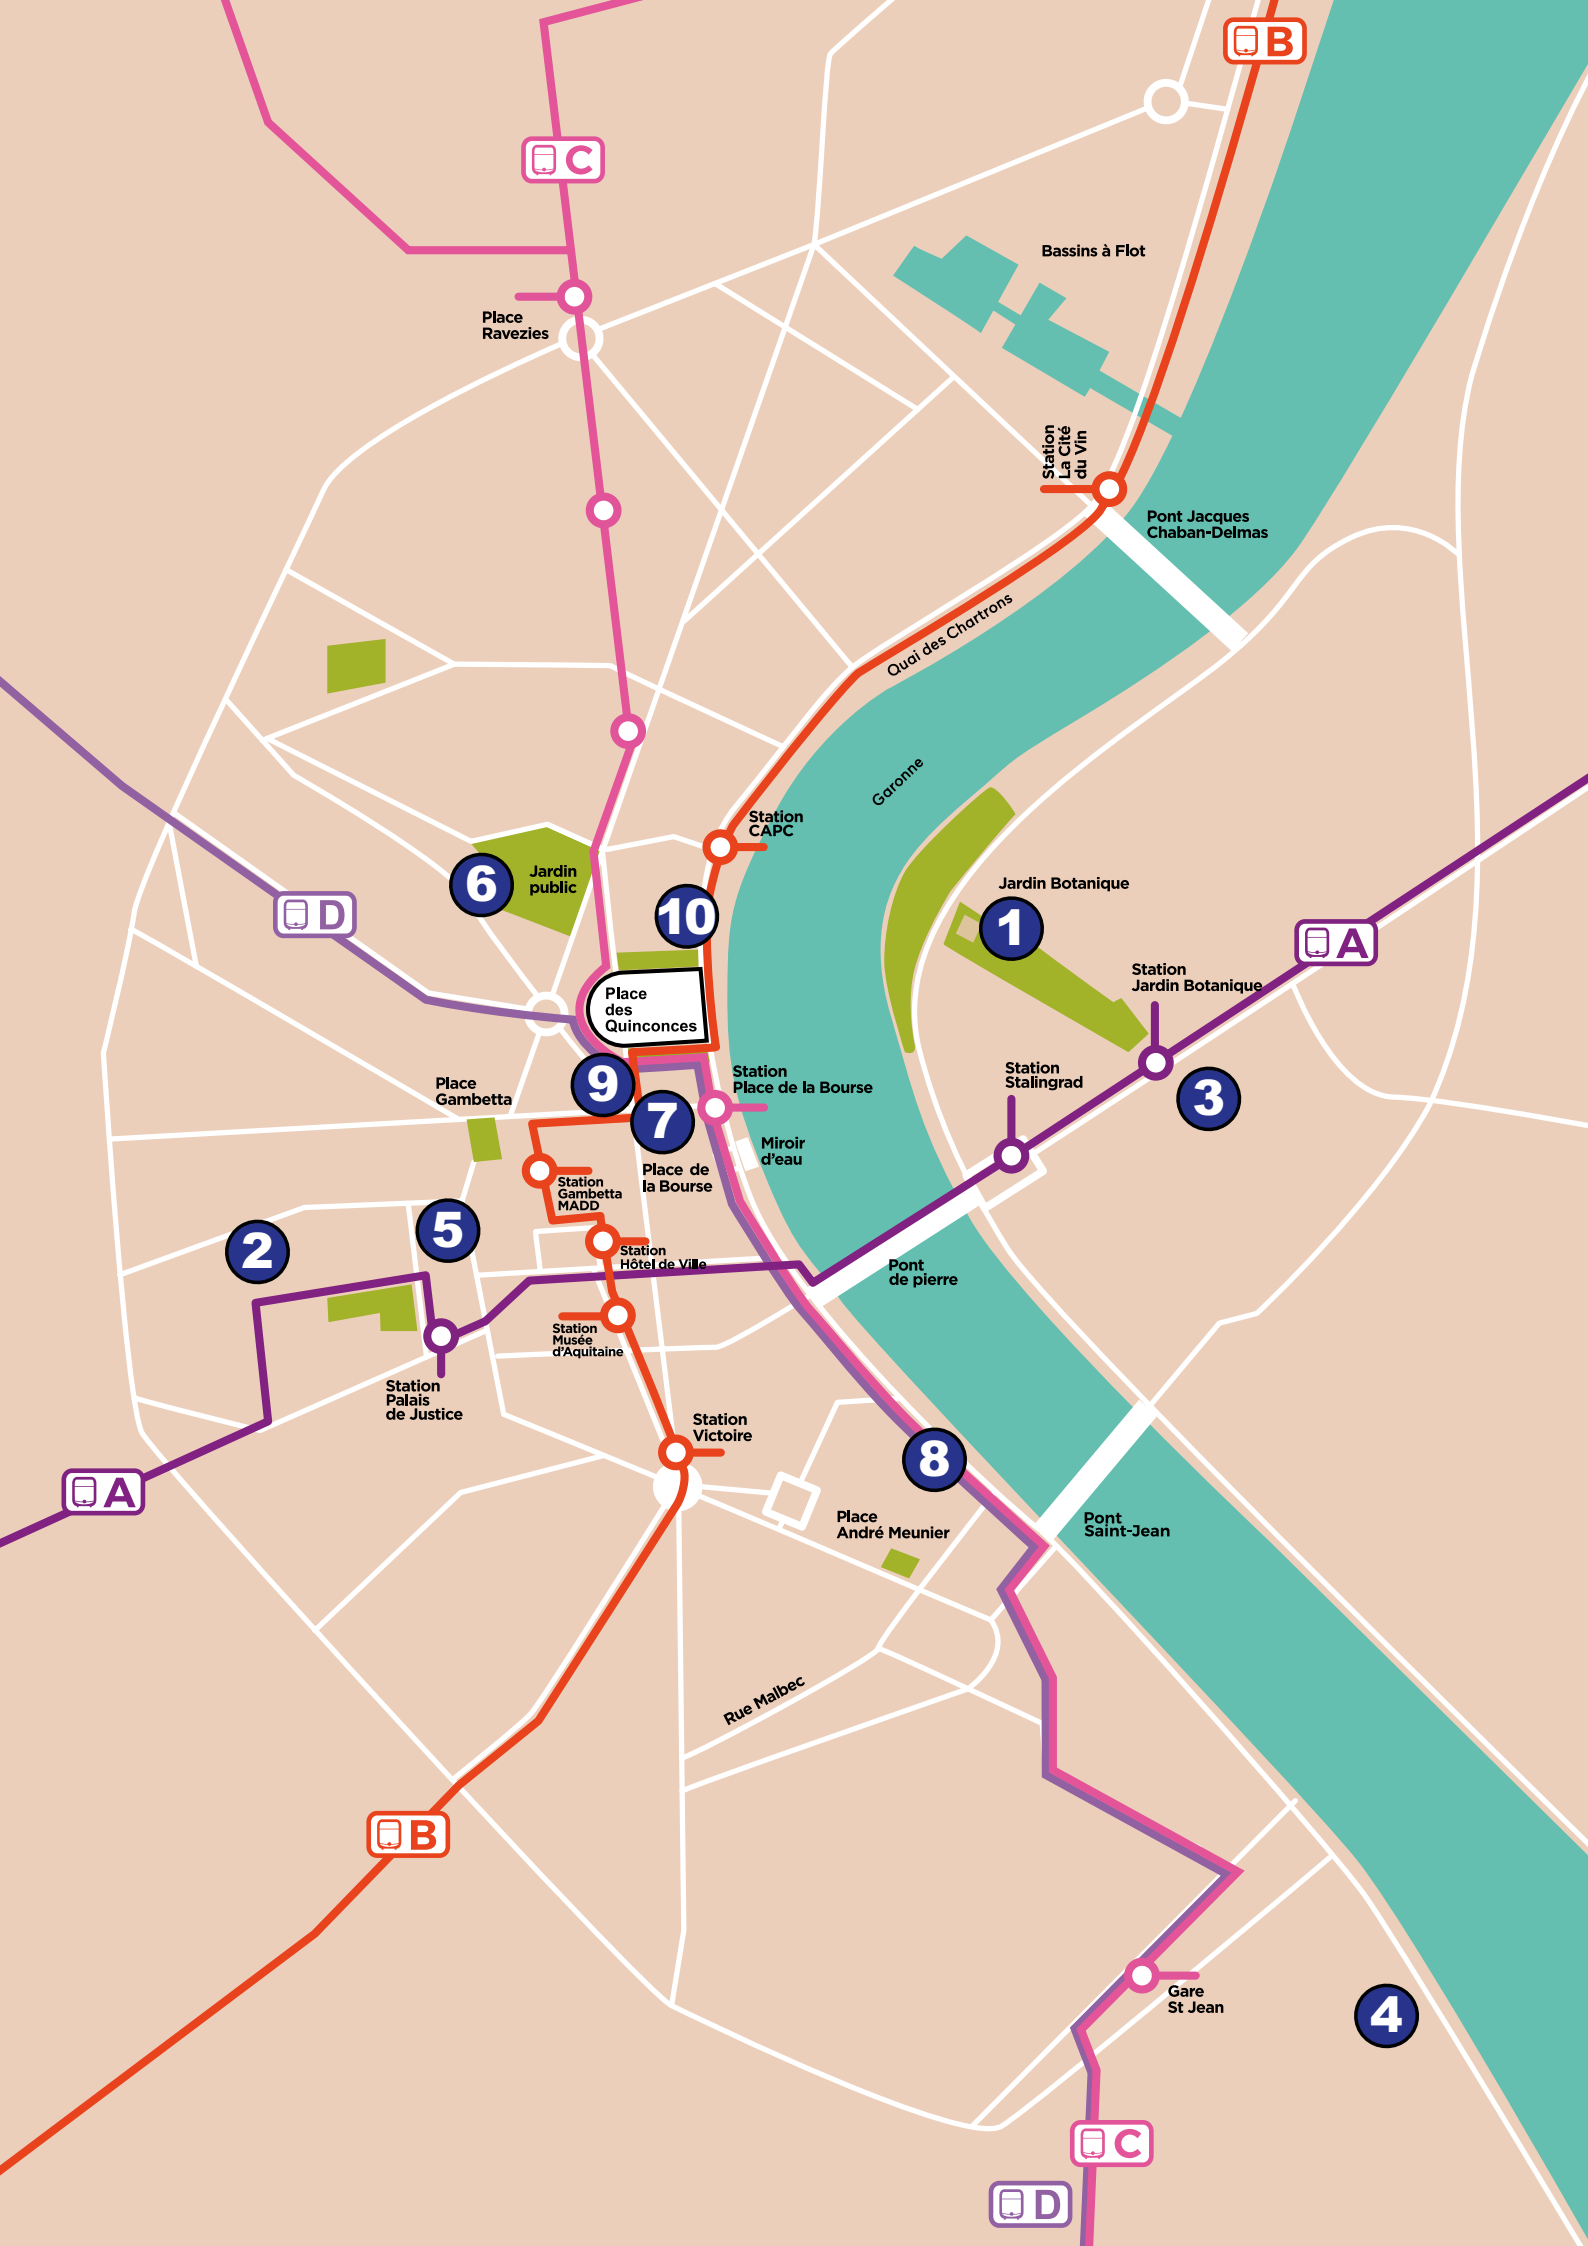 B
C
Bassins à Flot
Place
Ravezies
Station
La Cité
du Vin
Pont Jacques
Chaban-Delmas
Quai des Chartrons
Garonne
Station
CAPC
6
Jardin
public
10
Jardin Botanique
1
D
A
Station
Jardin Botanique
Place
des
Quinconces
Station
Stalingrad
3
9
Station
Place de la Bourse
Place
Gambetta
7
Miroir
d'eau
Place de
la Bourse
Station
Gambetta
MADD
5
2
Station
Hôtel de Ville
Pont
de pierre
Station
Musée
d'Aquitaine
Station
Palais
de Justice
Station
Victoire
8
A
Place
André Meunier
Pont
Saint-Jean
Rue Malbec
B
Gare
St Jean
4
C
D